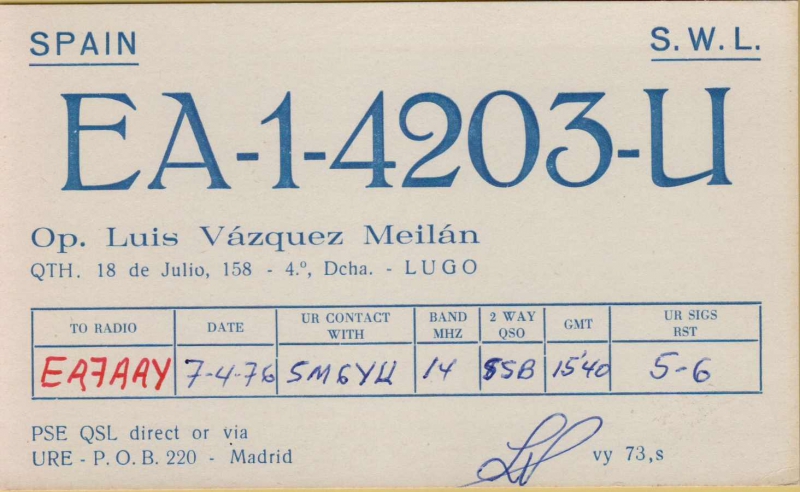 SPAIN
S. W. L.
EA-1-4203-U
Op. Luis Vázquez Meilán
QTH. 18 de Julio, 158 - 4.º, Dcha. - LUGO
TO RADIO DATE UR CONTACT WITH BAND MHZ 2 WAY QSO GMT UR SIGS RST
EA7AAY 7-4-76 SM6YU 14 SSB 15'40 5-6
PSE QSL direct or via
URE - P. O. B. 220 - Madrid
vy 73,s